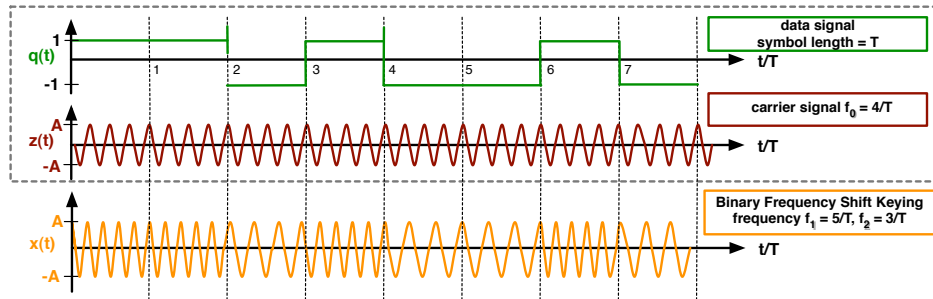 1
q(t)
-1
1 2 3 4 5 6 7
t/T
data signal
symbol length = T
A
z(t)
-A
t/T
carrier signal f₀ = 4/T
A
x(t)
-A
t/T
Binary Frequency Shift Keying
frequency f₁ = 5/T, f₂ = 3/T